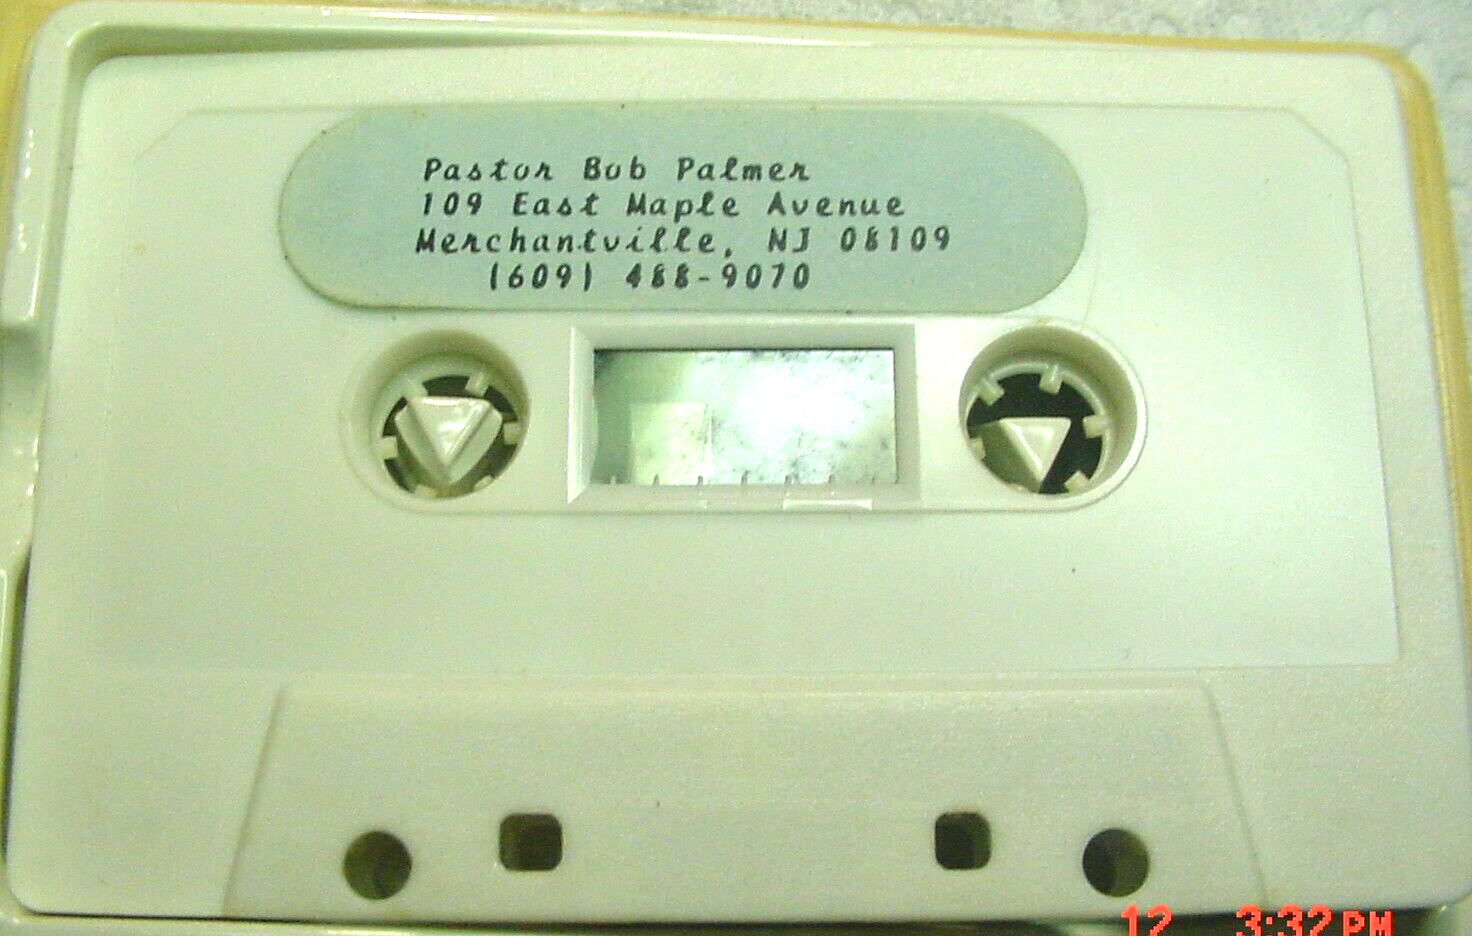 Pastor Bob Palmer
109 East Maple Avenue
Merchantville, NJ 08109
(609) 488-9070
12 3:32 PM